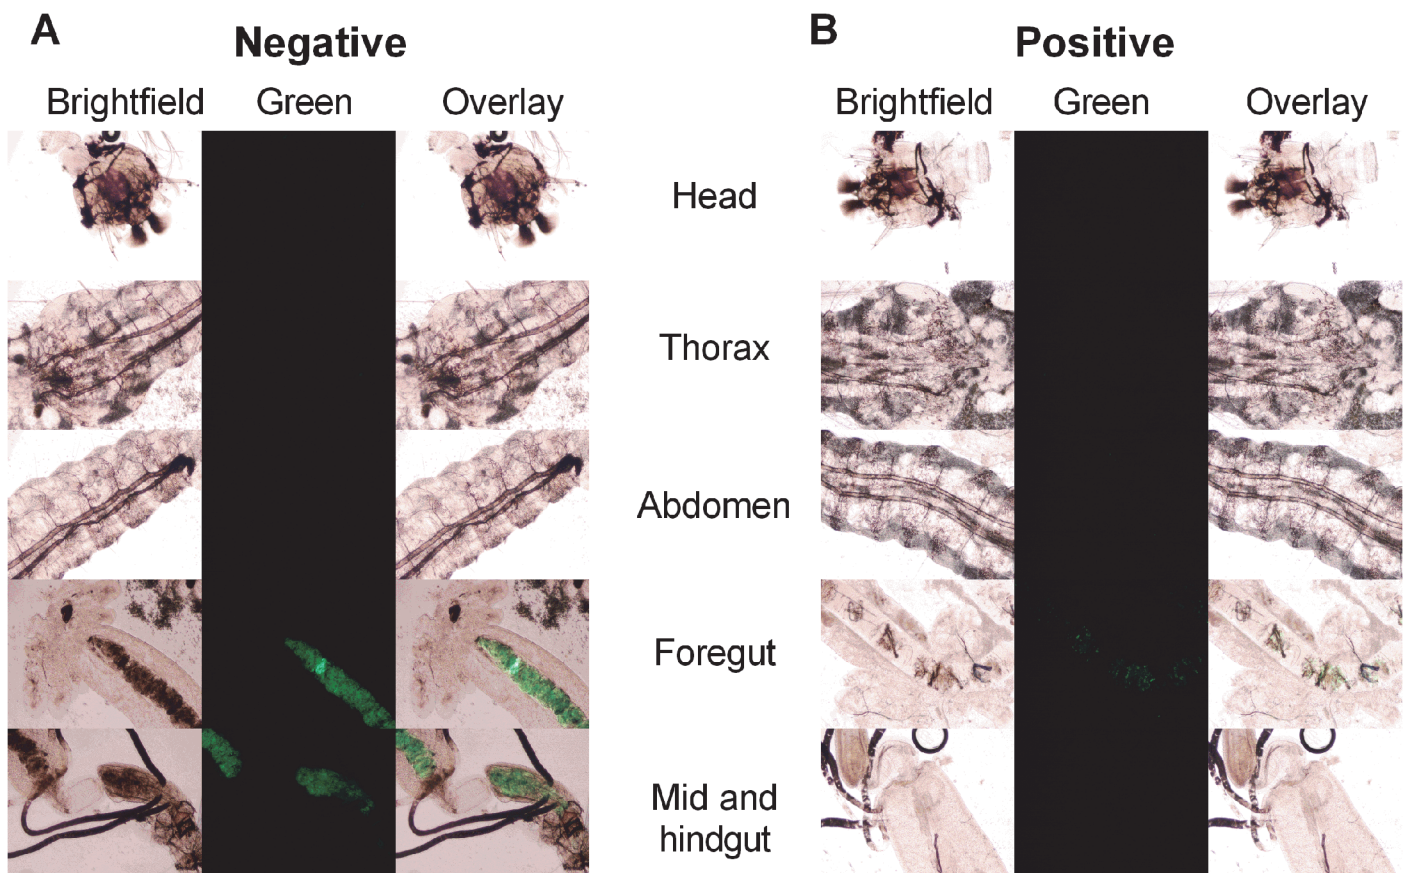 A
Negative
Brightfield Green Overlay
B
Positive
Brightfield Green Overlay
Head
Thorax
Abdomen
Foregut
Mid and
hindgut